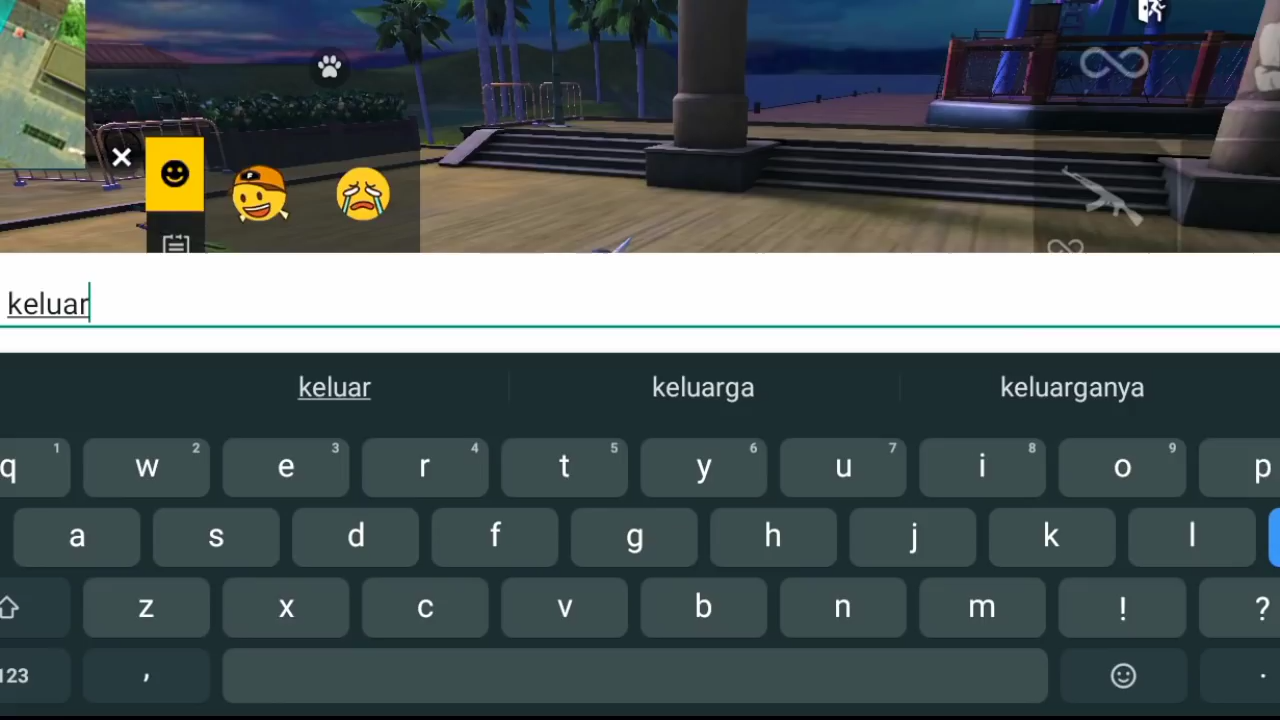 keluar
keluar keluarga keluarganya
q 1 w 2 e 3 r 4 t 5 y 6 u 7 i 8 o 9 p
a s d f g h j k l
z x c v b n m ! ?
123 , .